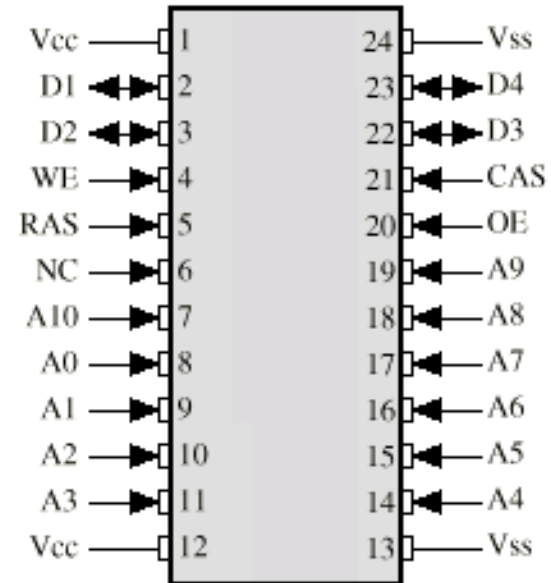 Vcc 1 24 Vss
D1 2 23 D4
D2 3 22 D3
WE 4 21 CAS
RAS 5 20 OE
NC 6 19 A9
A10 7 18 A8
A0 8 17 A7
A1 9 16 A6
A2 10 15 A5
A3 11 14 A4
Vcc 12 13 Vss